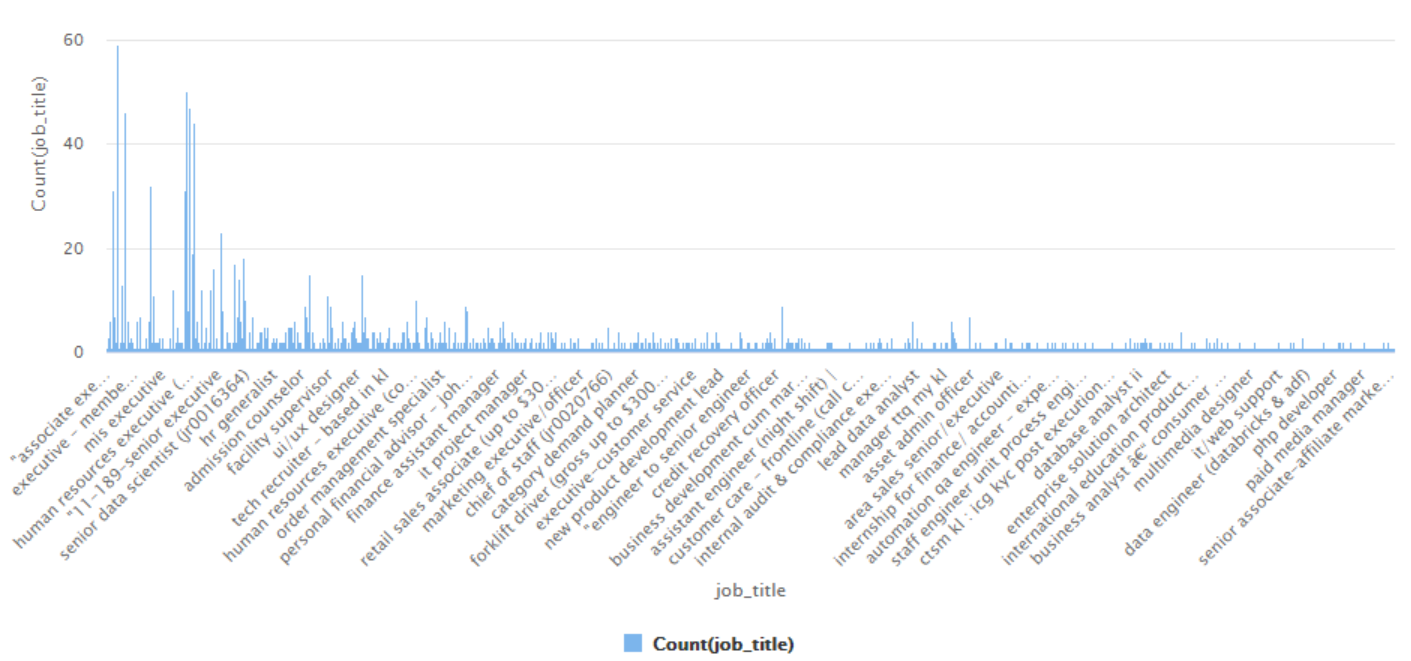 60
40
20
0
Count(job_title)
"associate exe...
executive - membe...
mis executive
human resources executive (...
"11-189-senior executive
senior data scientist (jr0016364)
hr generalist
admission counselor
facility supervisor
ui/ux designer
tech recruiter - based in kl
human resources executive (co...
order management specialist
personal financial advisor - joh...
finance assistant manager
it project manager
retail sales associate (up to $30...
marketing executive/officer
chief of staff (jr0020766)
category demand planner
forklift driver (gross up to $300...
executive-customer service
new product development lead
"engineer to senior engineer
credit recovery officer
business development cum mar...
assistant engineer (night shift) |
customer care - frontline (call c...
internal audit & compliance exe...
lead data analyst
manager ttq my kl
asset admin officer
area sales senior/executive
internship for finance/ accounti...
automation qa engineer - expe...
staff engineer unit process engi...
ctsm kl : icg kyc post execution...
database analyst ii
enterprise solution architect
international education product...
business analyst â€“ consumer ...
multimedia designer
it/web support
data engineer (databricks & adf)
php developer
paid media manager
senior associate-affiliate marke...
job_title
Count(job_title)